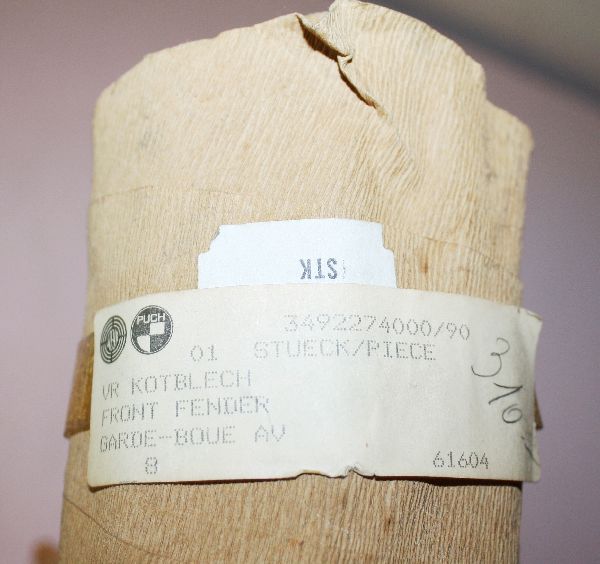 STK
PUCH
3492274000/90
01 STUECK/PIECE
VR KOTBLECH
FRONT FENDER
GARDE-BOUE AV
8
61604